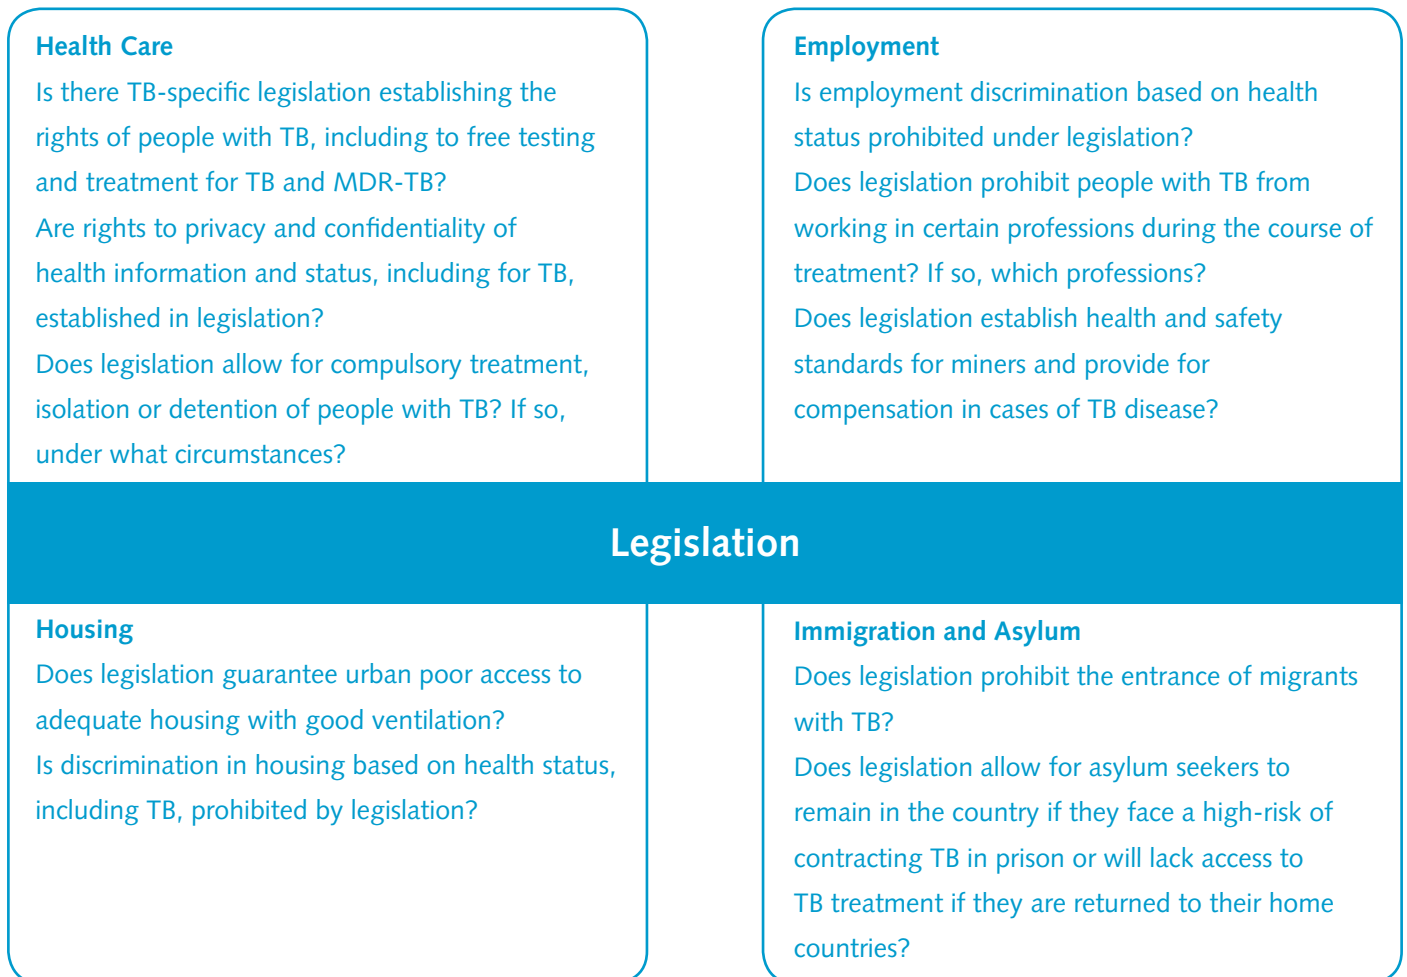 Health Care
Is there TB-specific legislation establishing the
rights of people with TB, including to free testing
and treatment for TB and MDR-TB?
Are rights to privacy and confidentiality of
health information and status, including for TB,
established in legislation?
Does legislation allow for compulsory treatment,
isolation or detention of people with TB? If so,
under what circumstances?
Employment
Is employment discrimination based on health
status prohibited under legislation?
Does legislation prohibit people with TB from
working in certain professions during the course of
treatment? If so, which professions?
Does legislation establish health and safety
standards for miners and provide for
compensation in cases of TB disease?
Legislation
Housing
Does legislation guarantee urban poor access to
adequate housing with good ventilation?
Is discrimination in housing based on health status,
including TB, prohibited by legislation?
Immigration and Asylum
Does legislation prohibit the entrance of migrants
with TB?
Does legislation allow for asylum seekers to
remain in the country if they face a high-risk of
contracting TB in prison or will lack access to
TB treatment if they are returned to their home
countries?